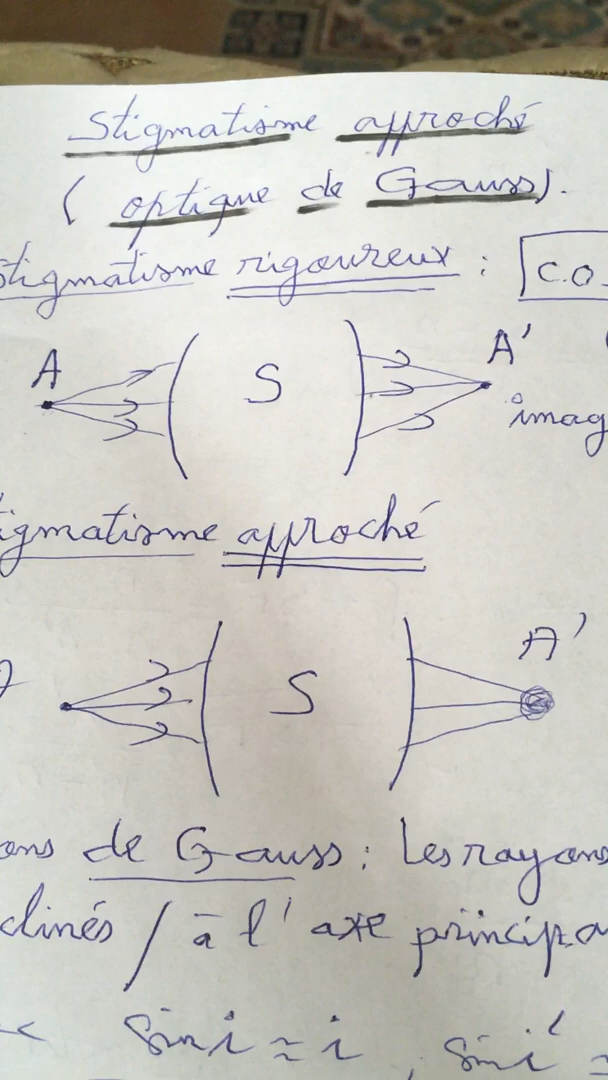 Stigmatisme approché
( optique de Gauss).
stigmatisme rigoureux : C.O.
A S A'
imag
igmatisme approché
S A'
ons de Gauss : Les rayons
clinés / à l'axe principa
sin i ≈ i , sin i' =